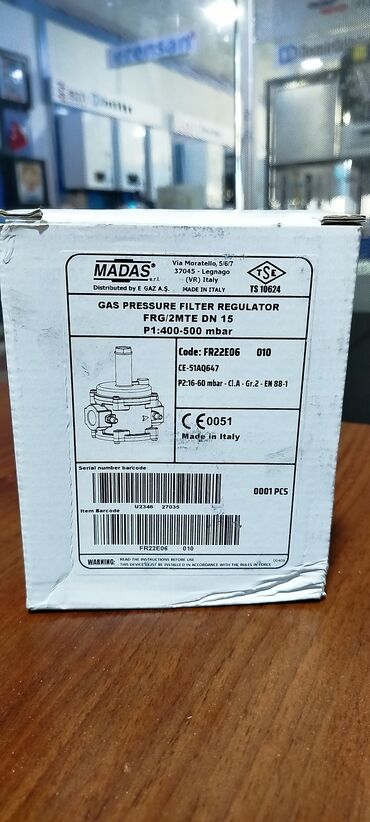 erensan
MADAS
s.r.l.
Distributed by E GAZ A.Ş.
Via Moratello, 5/6/7
37045 - Legnago
(VR) Italy
MADE IN ITALY
TSE
TS 10624
GAS PRESSURE FILTER REGULATOR
FRG/2MTE DN 15
P1:400-500 mbar
Code: FR22E06 010
CE-51AQ647
P2:16-60 mbar - Cl.A - Gr.2 - EN 88-1
CE 0051
Made in Italy
Serial number barcode
U2346 27035
0001 PCS
Item Barcode
FR22E06 010
WARNING:
READ THE INSTRUCTIONS BEFORE USE
THIS DEVICE MUST BE INSTALLED IN ACCORDANCE WITH THE RULES IN FORCE